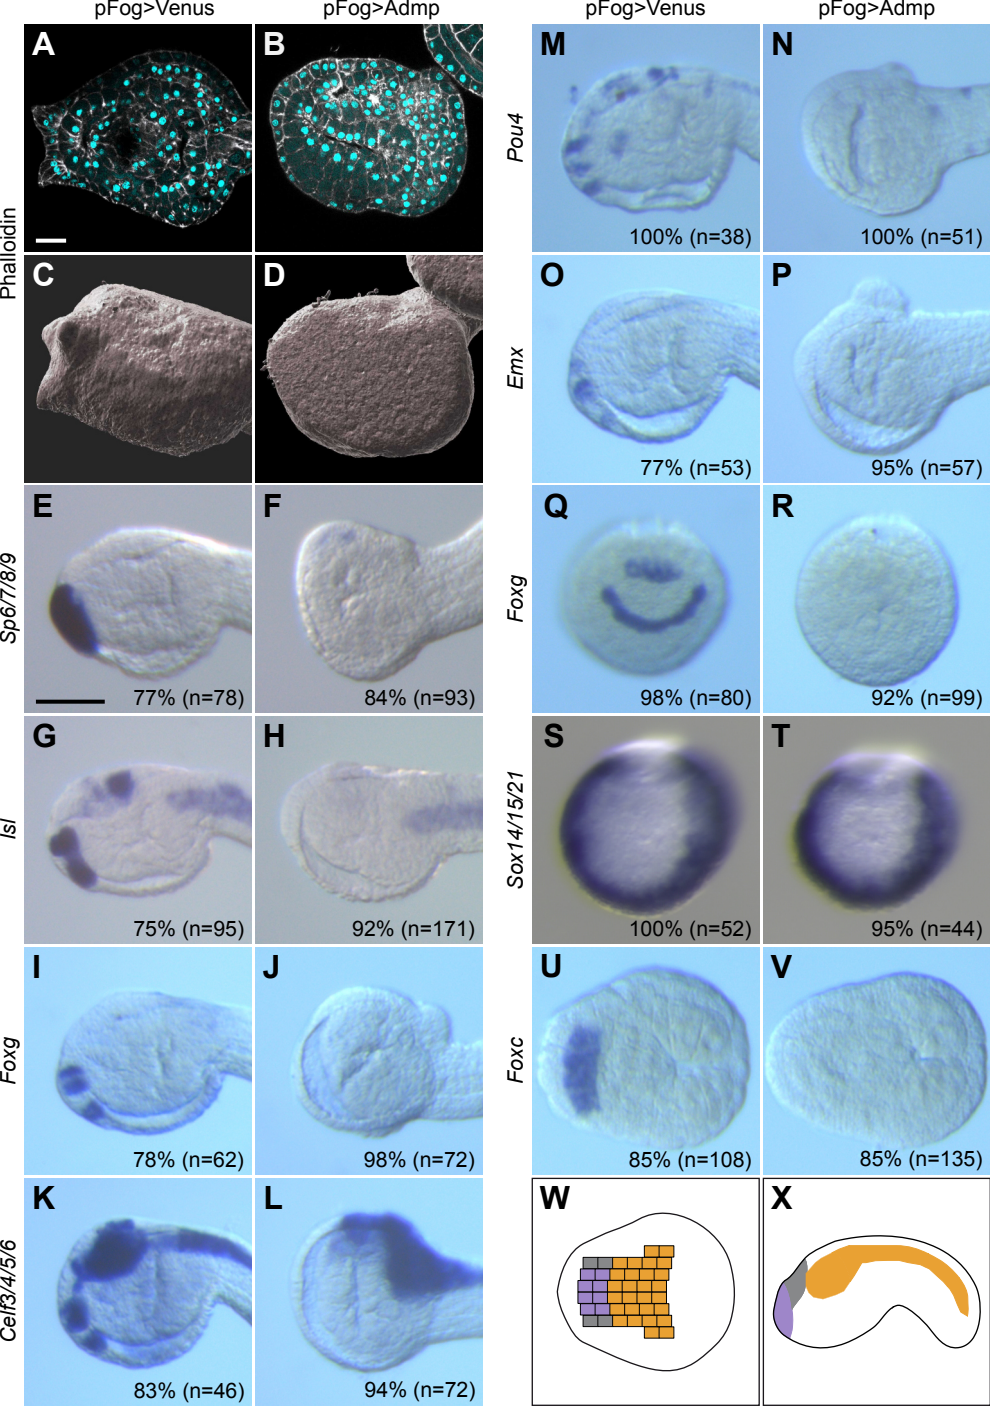 pFog>Venus pFog>Admp pFog>Venus pFog>Admp
Phalloidin
A B
C D
Sp6/7/8/9
E F
77% (n=78) 84% (n=93)
Isl
G H
75% (n=95) 92% (n=171)
Foxg
I J
78% (n=62) 98% (n=72)
Celf3/4/5/6
K L
83% (n=46) 94% (n=72)
Pou4
M N
100% (n=38) 100% (n=51)
Emx
O P
77% (n=53) 95% (n=57)
Foxg
Q R
98% (n=80) 92% (n=99)
Sox14/15/21
S T
100% (n=52) 95% (n=44)
Foxc
U V
85% (n=108) 85% (n=135)
W X